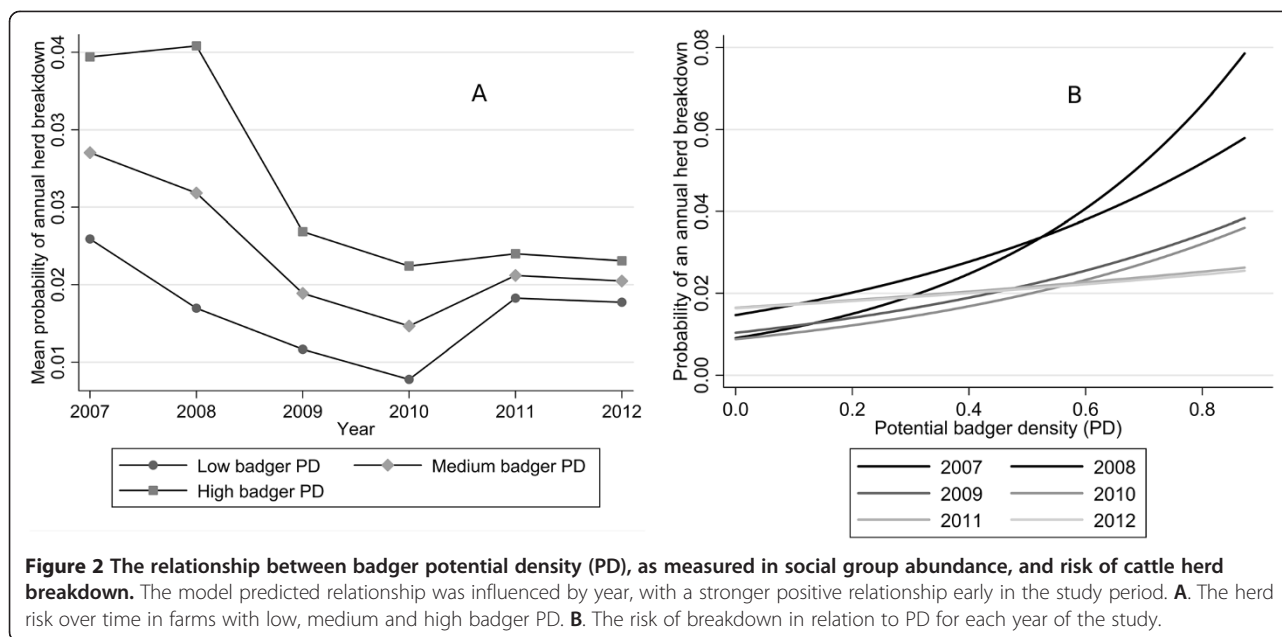 A
Mean probability of annual herd breakdown
0.04
0.03
0.03
0.02
0.01
2007 2008 2009 2010 2011 2012
Year
Low badger PD Medium badger PD
High badger PD
B
Probability of an annual herd breakdown
0.08
0.06
0.04
0.02
0.00
0.0 0.2 0.4 0.6 0.8
Potential badger density (PD)
2007 2008
2009 2010
2011 2012
Figure 2 The relationship between badger potential density (PD), as measured in social group abundance, and risk of cattle herd
breakdown. The model predicted relationship was influenced by year, with a stronger positive relationship early in the study period. A. The herd
risk over time in farms with low, medium and high badger PD. B. The risk of breakdown in relation to PD for each year of the study.